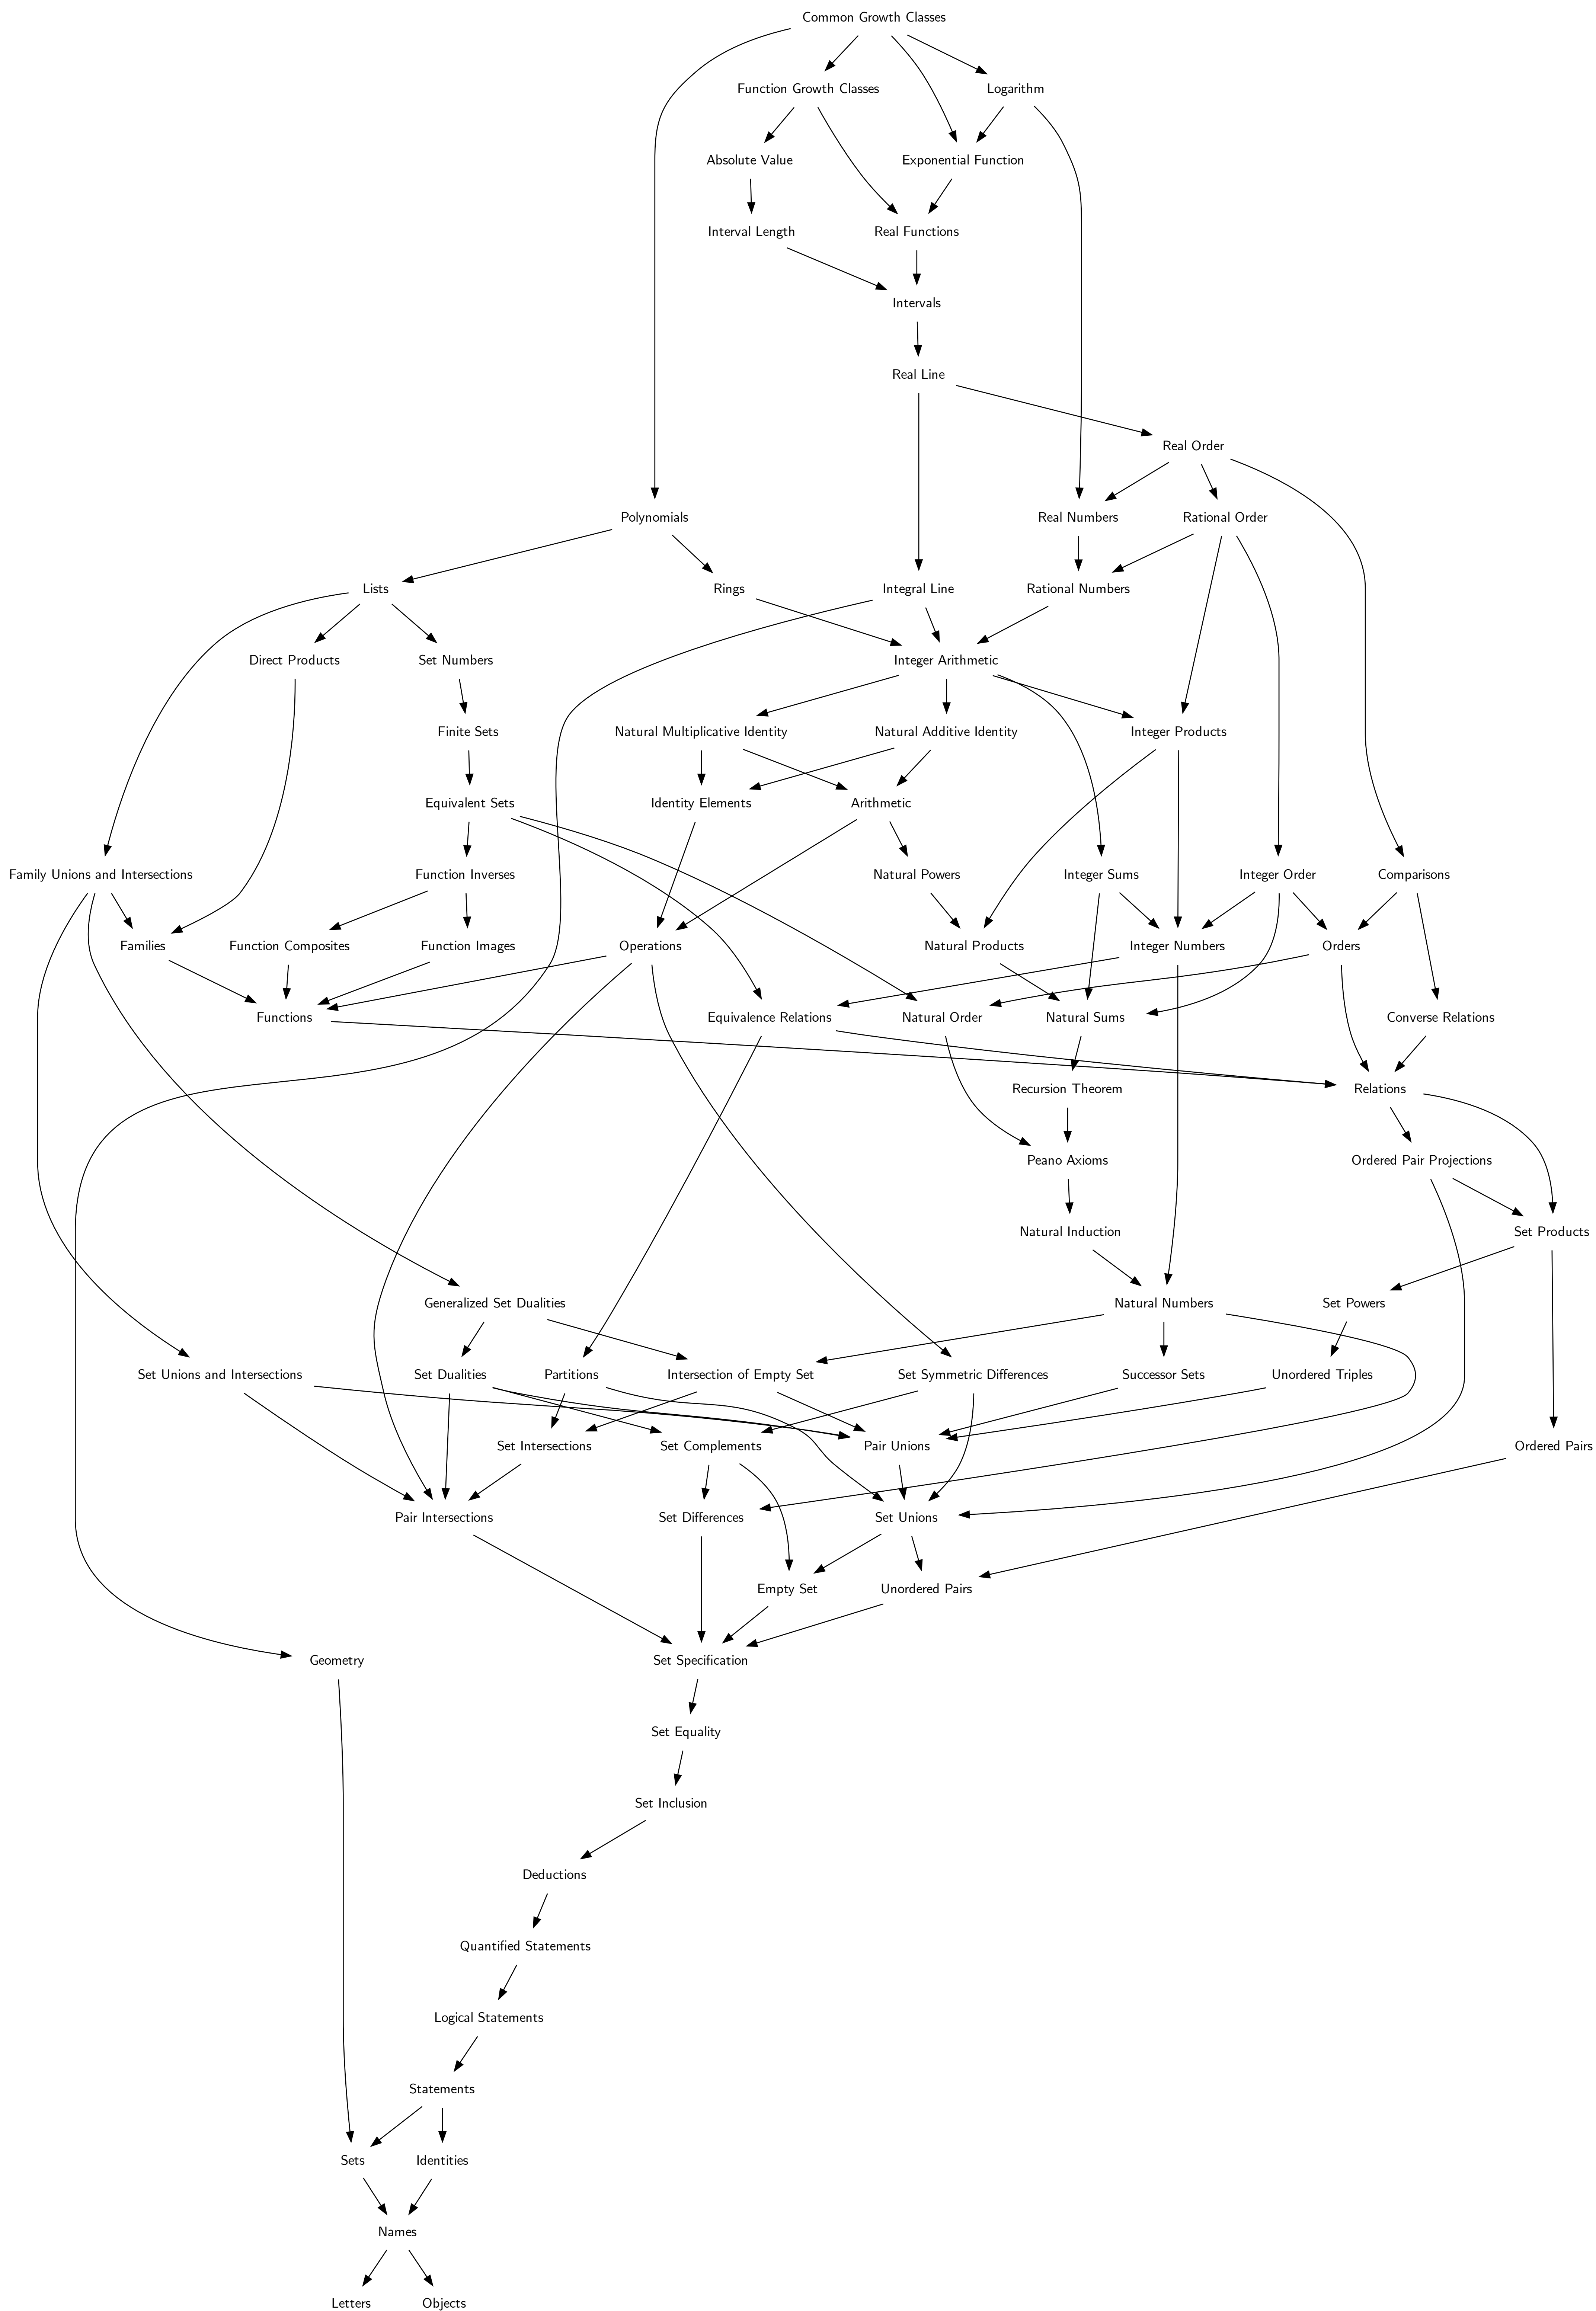 Common Growth Classes
Function Growth Classes
Logarithm
Absolute Value
Exponential Function
Interval Length
Real Functions
Intervals
Real Line
Real Order
Polynomials
Real Numbers
Rational Order
Lists
Rings
Integral Line
Rational Numbers
Direct Products
Set Numbers
Integer Arithmetic
Finite Sets
Natural Multiplicative Identity
Natural Additive Identity
Integer Products
Equivalent Sets
Identity Elements
Arithmetic
Family Unions and Intersections
Function Inverses
Natural Powers
Integer Sums
Integer Order
Comparisons
Families
Function Composites
Function Images
Operations
Natural Products
Integer Numbers
Orders
Functions
Equivalence Relations
Natural Order
Natural Sums
Converse Relations
Recursion Theorem
Relations
Peano Axioms
Ordered Pair Projections
Natural Induction
Set Products
Generalized Set Dualities
Natural Numbers
Set Powers
Set Unions and Intersections
Set Dualities
Partitions
Intersection of Empty Set
Set Symmetric Differences
Successor Sets
Unordered Triples
Set Intersections
Set Complements
Pair Unions
Ordered Pairs
Pair Intersections
Set Differences
Set Unions
Empty Set
Unordered Pairs
Geometry
Set Specification
Set Equality
Set Inclusion
Deductions
Quantified Statements
Logical Statements
Statements
Sets
Identities
Names
Letters
Objects